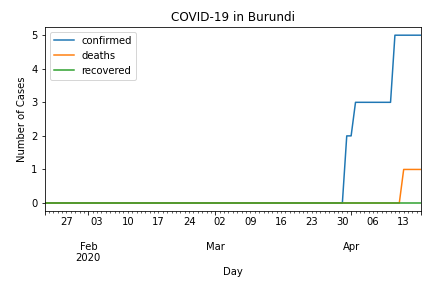 COVID-19 in Burundi
confirmed
deaths
recovered
Number of Cases
5
4
3
2
1
0
27 03 10 17 24 02 09 16 23 30 06 13
Feb Mar Apr
2020
Day